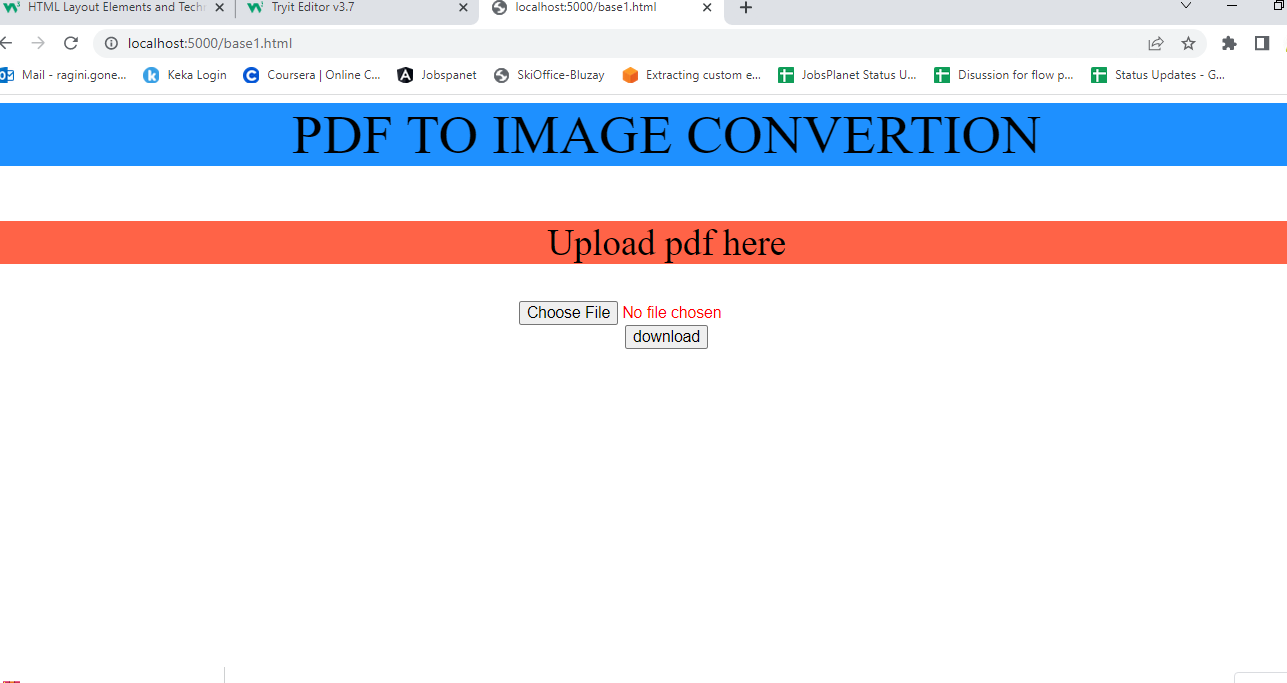 HTML Layout Elements and Techn
Tryit Editor v3.7
localhost:5000/base1.html
localhost:5000/base1.html
Mail - ragini.gone...
Keka Login
Coursera | Online C...
Jobspanet
SkiOffice-Bluzay
Extracting custom e...
JobsPlanet Status U...
Disussion for flow p...
Status Updates - G...
PDF TO IMAGE CONVERTION
Upload pdf here
Choose File No file chosen
download